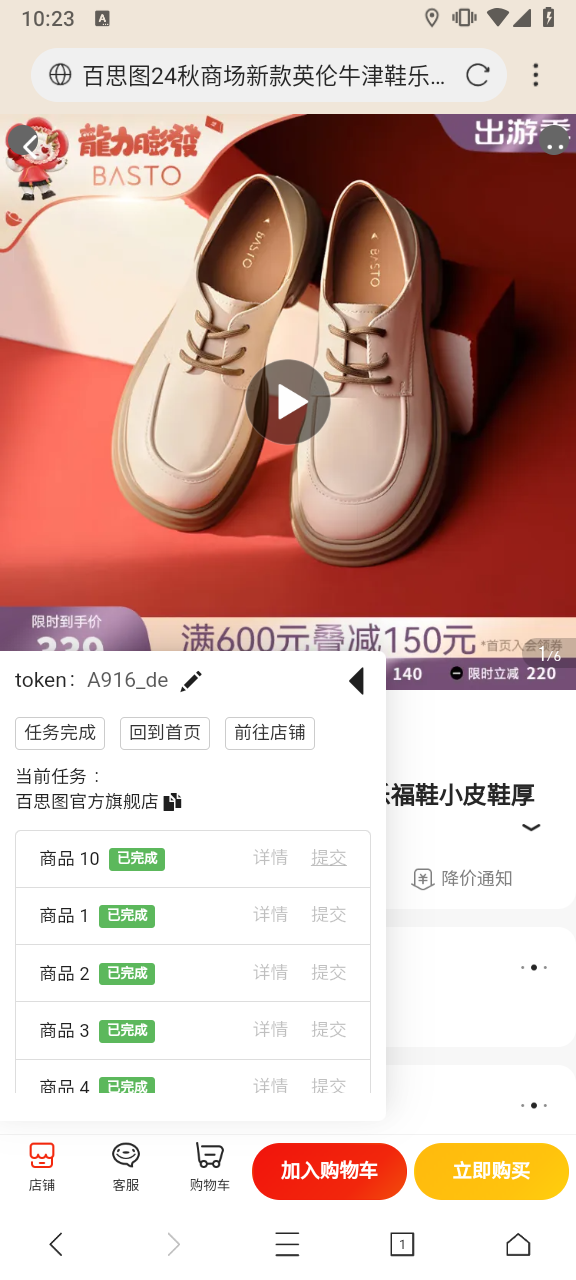 10:23
A
百思图24秋商场新款英伦牛津鞋乐...
龍力膨發
BASTO
出游季
BASTO
BASTO
限时到手价
满600元叠减150元
*首页入会领券
1/6
140
限时立减 220
token： A916_de
任务完成
回到首页
前往店铺
当前任务：
百思图官方旗舰店
福鞋小皮鞋厚
降价通知
商品 10 已完成 详情 提交
商品 1 已完成 详情 提交
商品 2 已完成 详情 提交
商品 3 已完成 详情 提交
商品 4 已完成 详情 提交
店铺
客服
购物车
加入购物车
立即购买
1